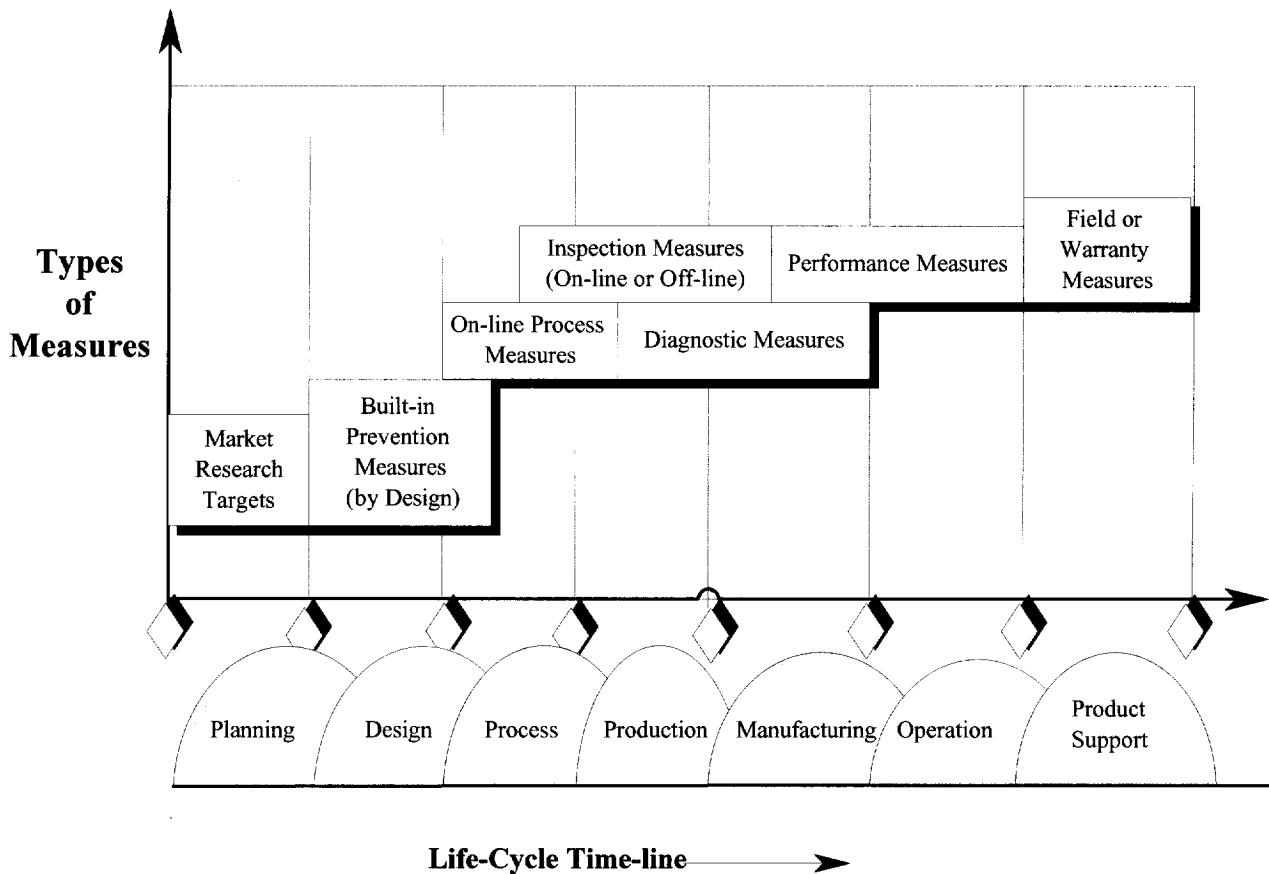 Types
of
Measures
Field or
Warranty
Measures
Inspection Measures
(On-line or Off-line)
Performance Measures
On-line Process
Measures
Diagnostic Measures
Built-in
Prevention
Measures
(by Design)
Market
Research
Targets
Planning
Design
Process
Production
Manufacturing
Operation
Product
Support
Life-Cycle Time-line